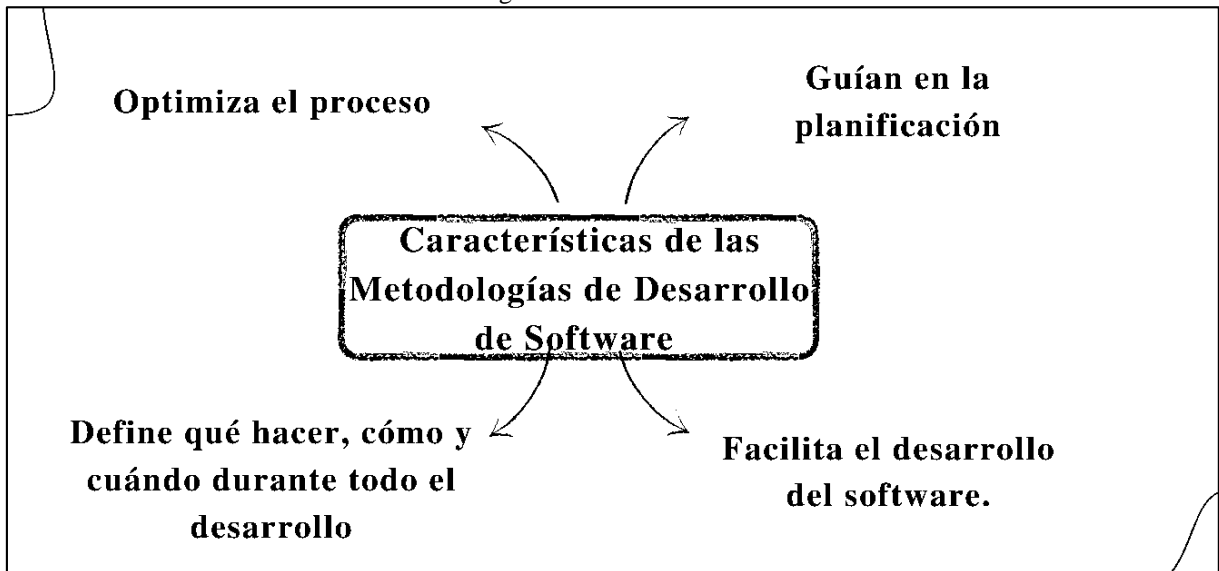 Optimiza el proceso
Guían en la
planificación
Características de las
Metodologías de Desarrollo
de Software
Define qué hacer, cómo y
cuándo durante todo el
desarrollo
Facilita el desarrollo
del software.